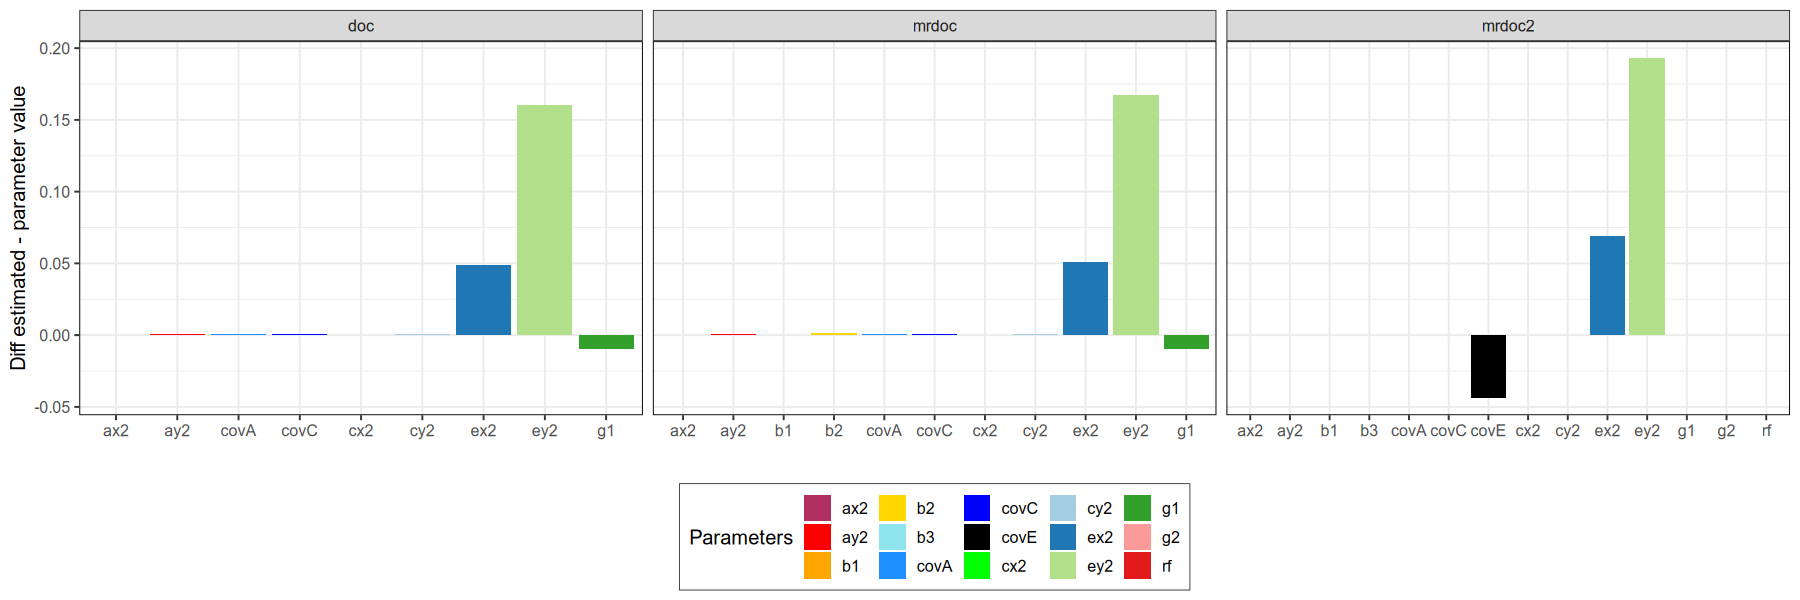 doc mrdoc mrdoc2
Diff estimated - parameter value
0.20
0.15
0.10
0.05
0.00
-0.05
ax2 ay2 covA covC cx2 cy2 ex2 ey2 g1
ax2 ay2 b1 b2 covA covC cx2 cy2 ex2 ey2 g1
ax2 ay2 b1 b3 covA covC covE cx2 cy2 ex2 ey2 g1 g2 rf
Parameters
ax2 b2 covC cy2 g1
ay2 b3 covE ex2 g2
b1 covA cx2 ey2 rf